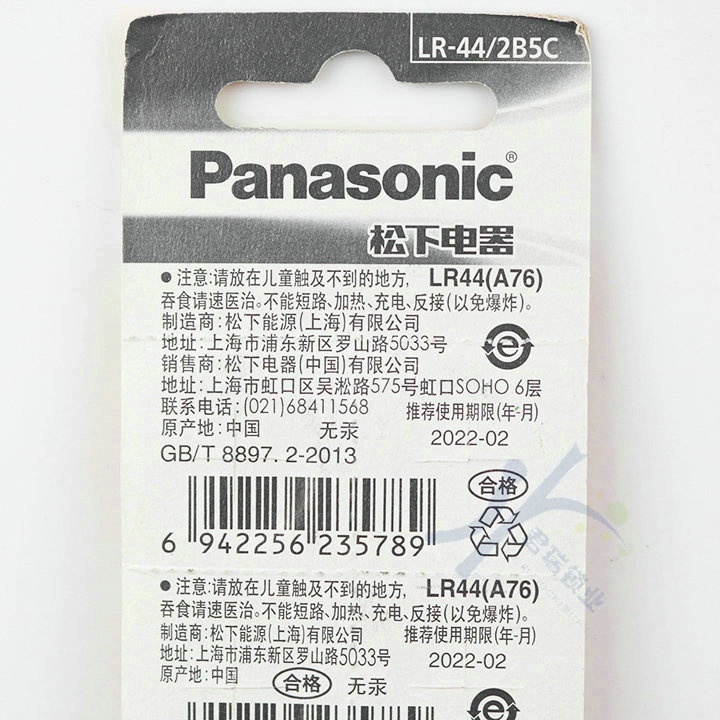 LR-44/2B5C
Panasonic®
松下电器
● 注意:请放在儿童触及不到的地方, LR44(A76)
吞食请速医治。不能短路、加热、充电、反接(以免爆炸)。
制造商:松下能源(上海)有限公司
地址:上海市浦东新区罗山路5033号
销售商:松下电器(中国)有限公司
地址:上海市虹口区吴淞路575号虹口SOHO 6层
联系电话:(021)68411568 推荐使用期限(年-月)
原产地:中国 无汞 2022-02
GB/T 8897. 2-2013
合格
6 942256 235789
君瑞锁业
● 注意:请放在儿童触及不到的地方, LR44(A76)
吞食请速医治。不能短路、加热、充电、反接(以免爆炸)。
制造商:松下能源(上海)有限公司 推荐使用期限(年-月)
地址:上海市浦东新区罗山路5033号 2022-02
原产地:中国 合格 无汞